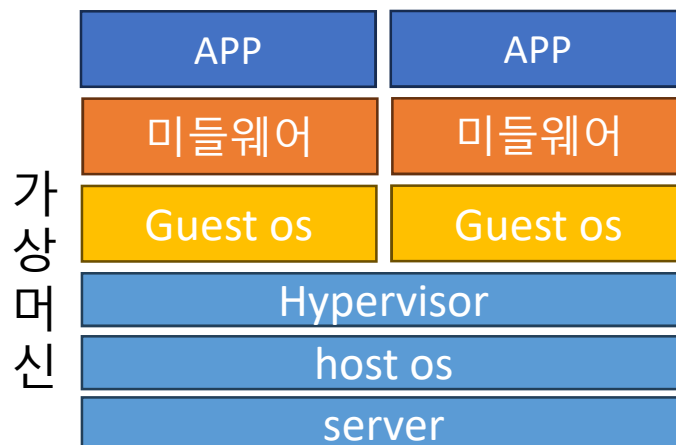 APP APP
미들웨어 미들웨어
Guest os Guest os
Hypervisor
host os
server
가
상
머
신